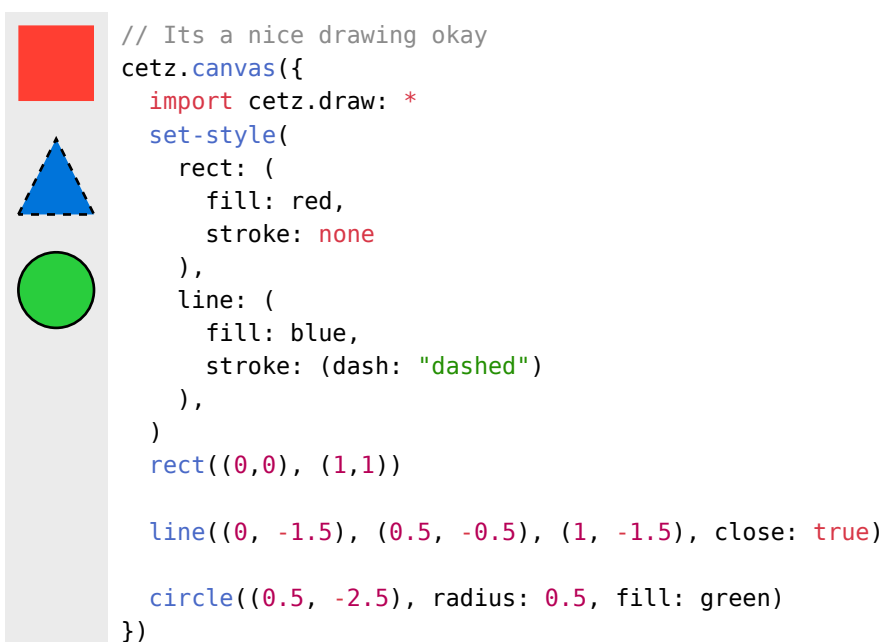 // Its a nice drawing okay
cetz.canvas({
  import cetz.draw: *
  set-style(
    rect: (
      fill: red,
      stroke: none
    ),
    line: (
      fill: blue,
      stroke: (dash: "dashed")
    ),
  )
  rect((0,0), (1,1))

  line((0, -1.5), (0.5, -0.5), (1, -1.5), close: true)

  circle((0.5, -2.5), radius: 0.5, fill: green)
})